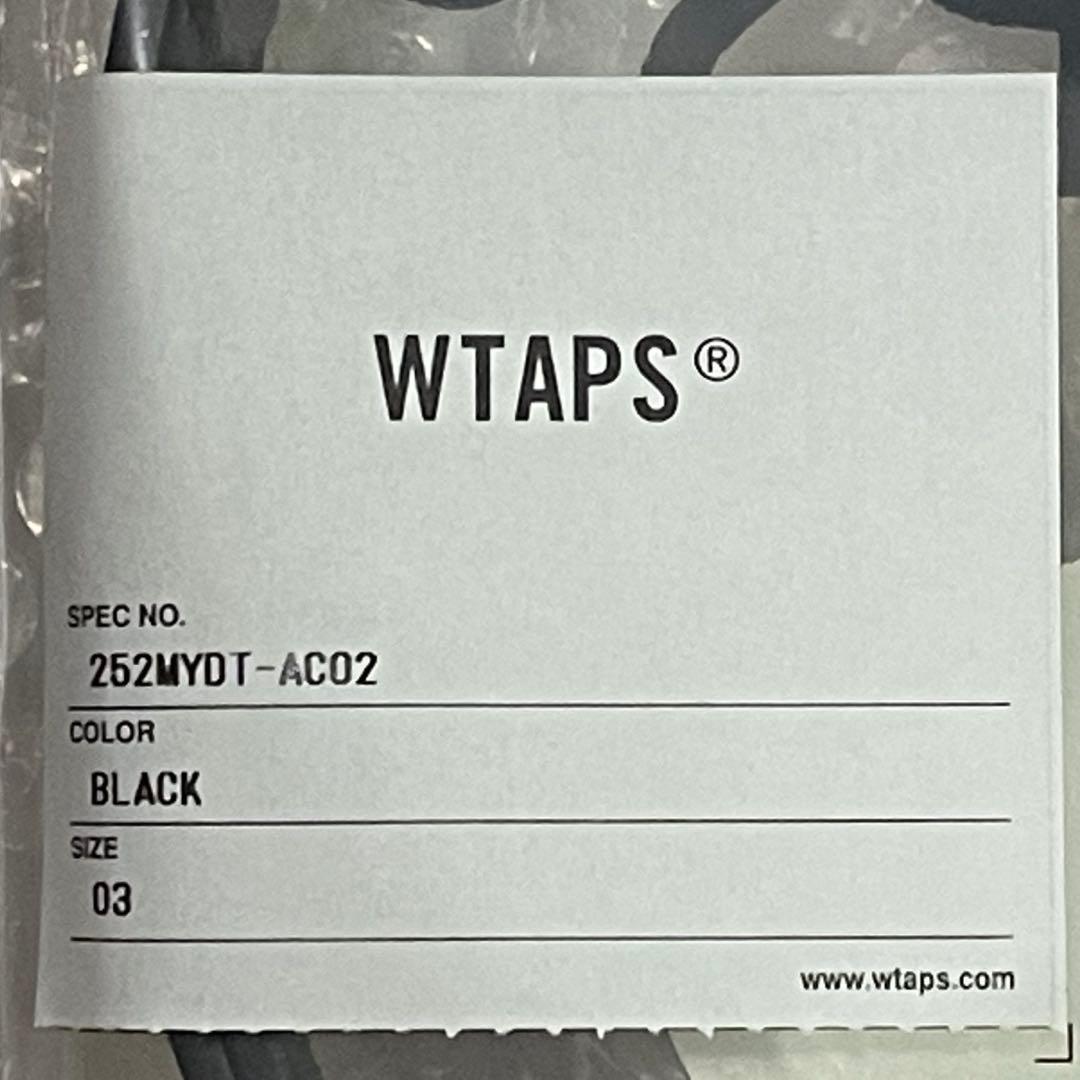 WTAPS®
SPEC NO.
252MYDT-AC02
COLOR
BLACK
SIZE
03
www.wtaps.com